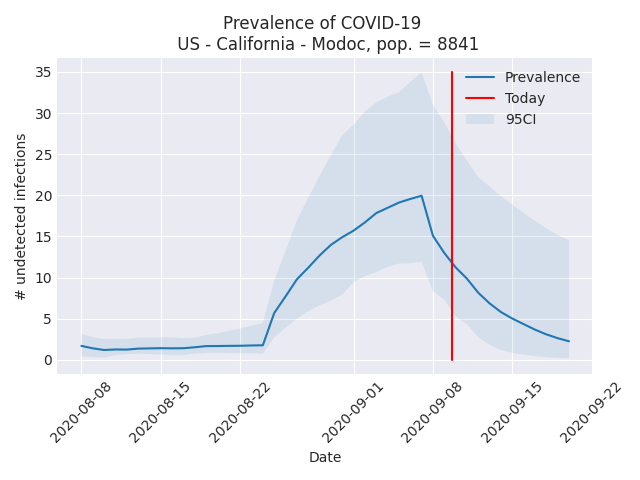 Prevalence of COVID-19
US - California - Modoc, pop. = 8841
# undetected infections
35
30
25
20
15
10
5
0
Prevalence
Today
95CI
2020-08-08
2020-08-15
2020-08-22
2020-09-01
2020-09-08
2020-09-15
2020-09-22
Date